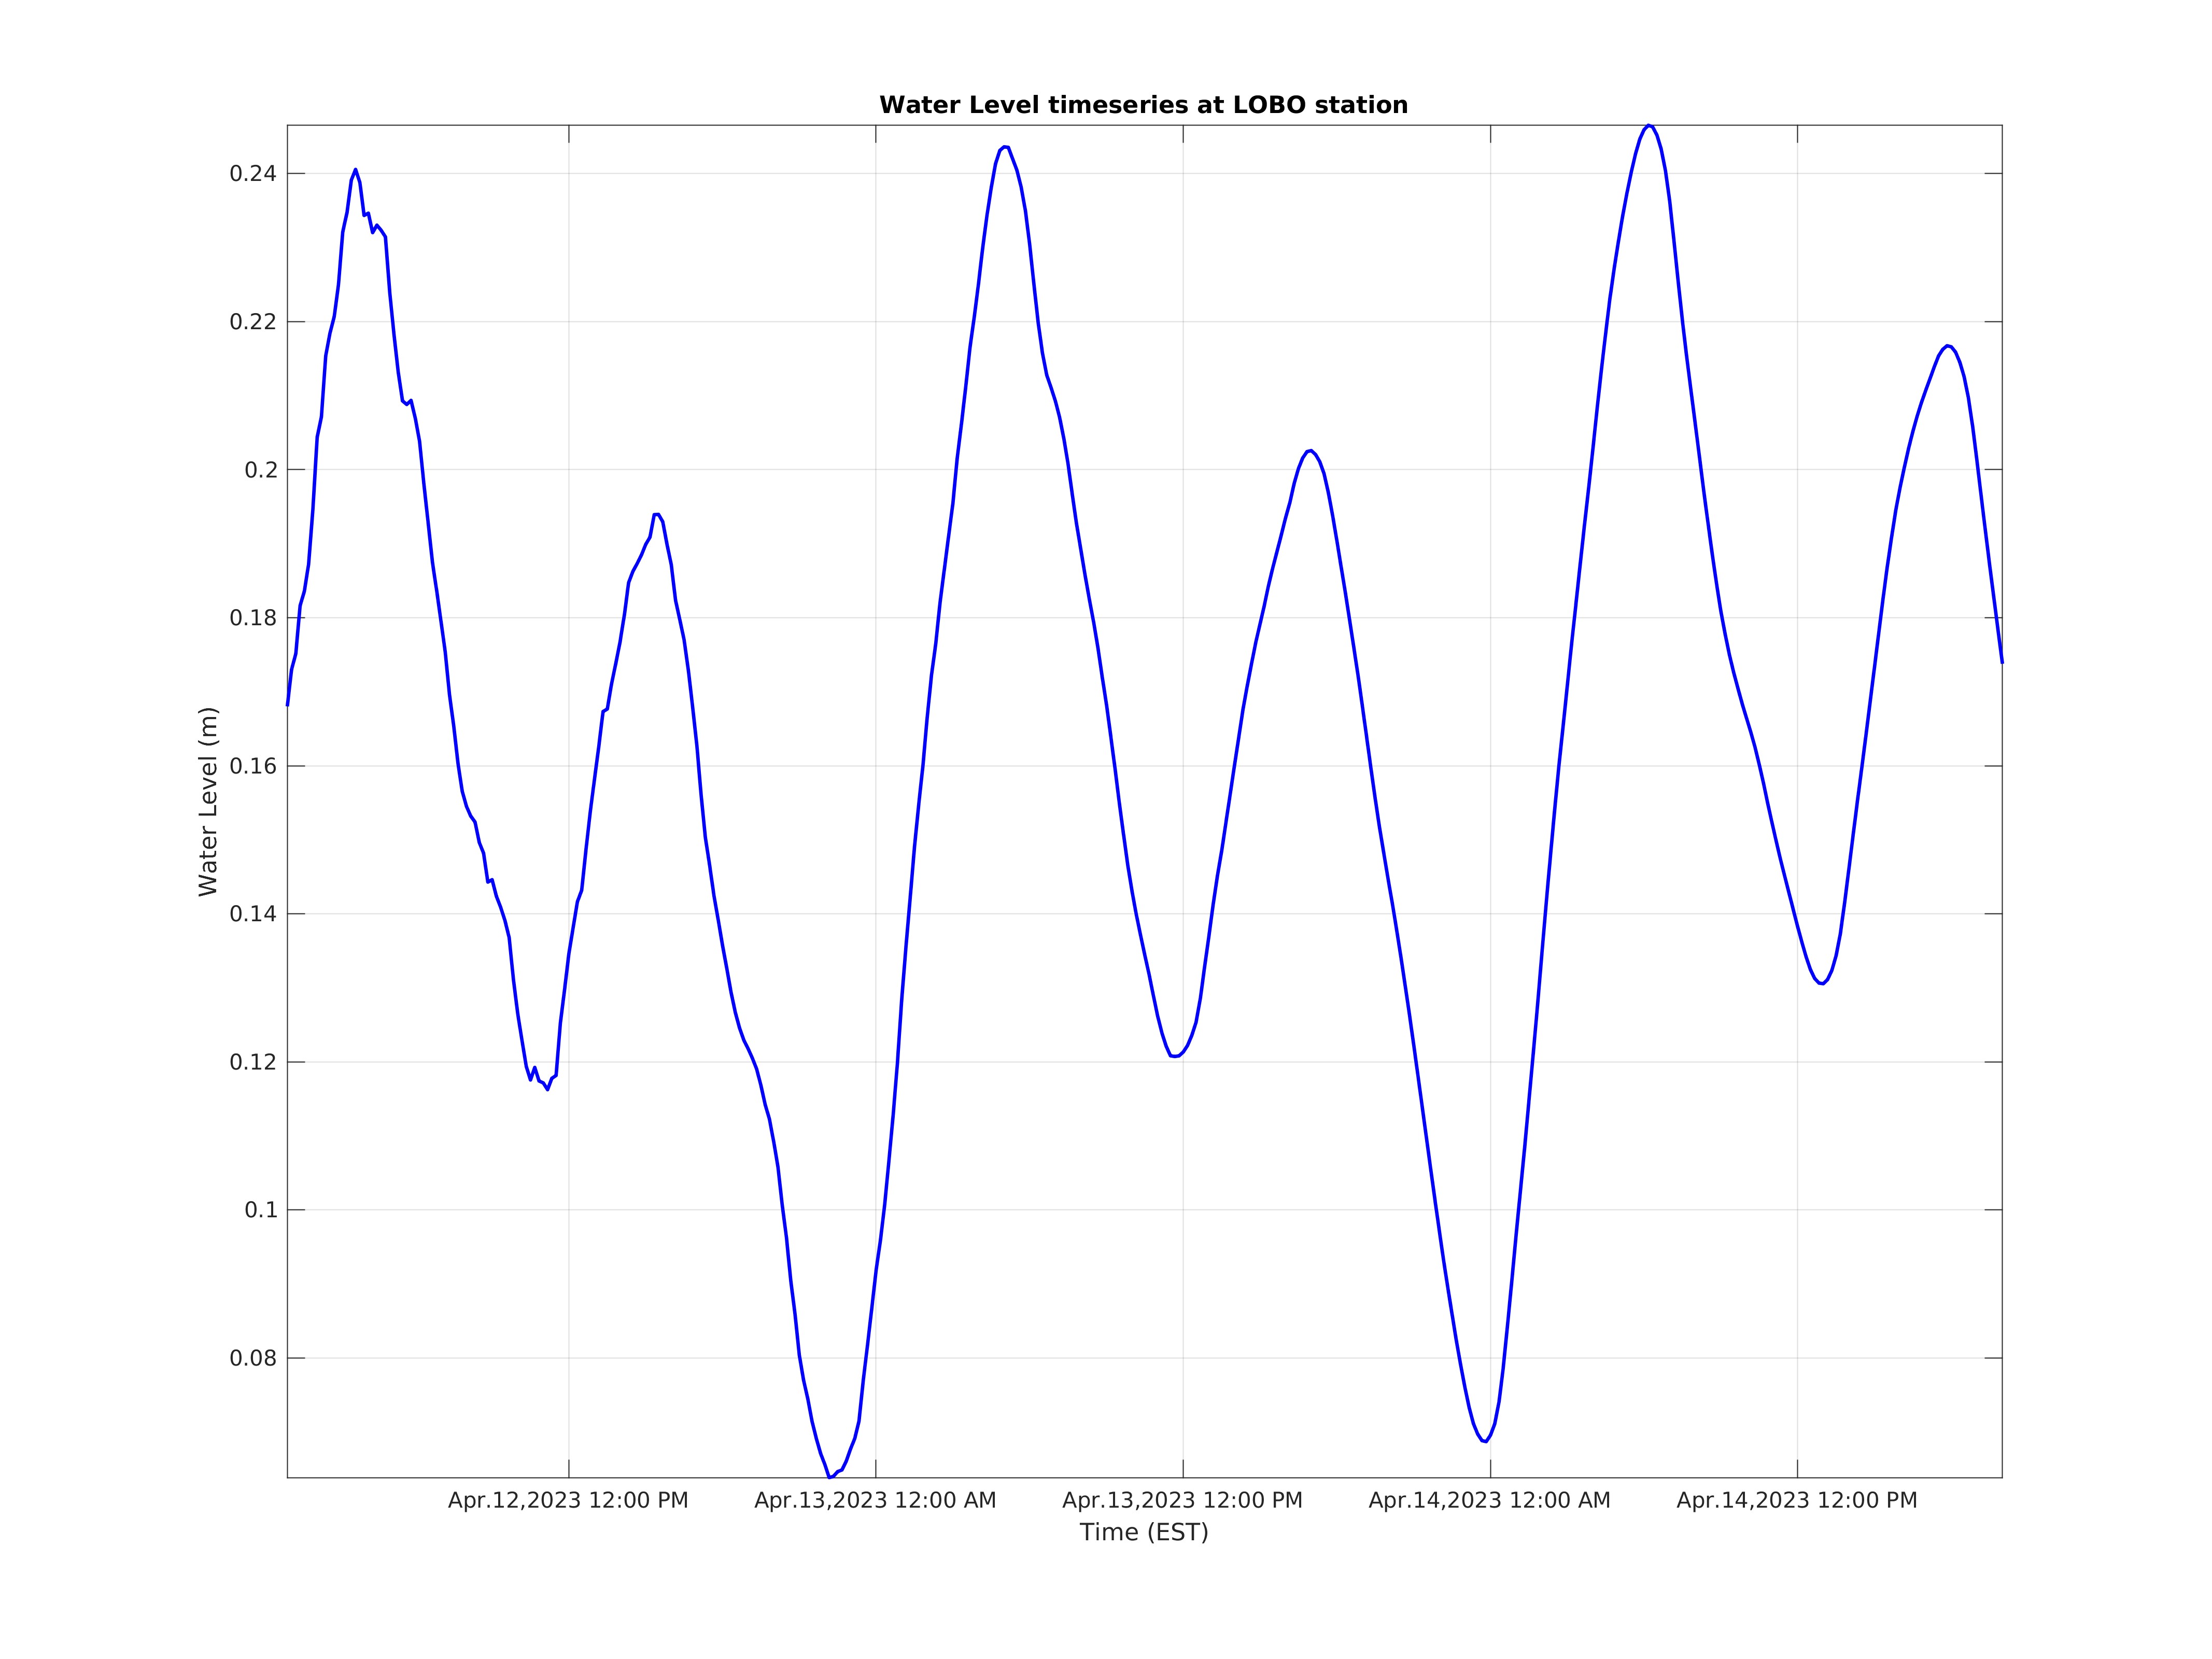 Water Level timeseries at LOBO station
0.24
0.22
0.2
0.18
0.16
0.14
0.12
0.1
0.08
Water Level (m)
Apr.12,2023 12:00 PM
Apr.13,2023 12:00 AM
Apr.13,2023 12:00 PM
Apr.14,2023 12:00 AM
Apr.14,2023 12:00 PM
Time (EST)